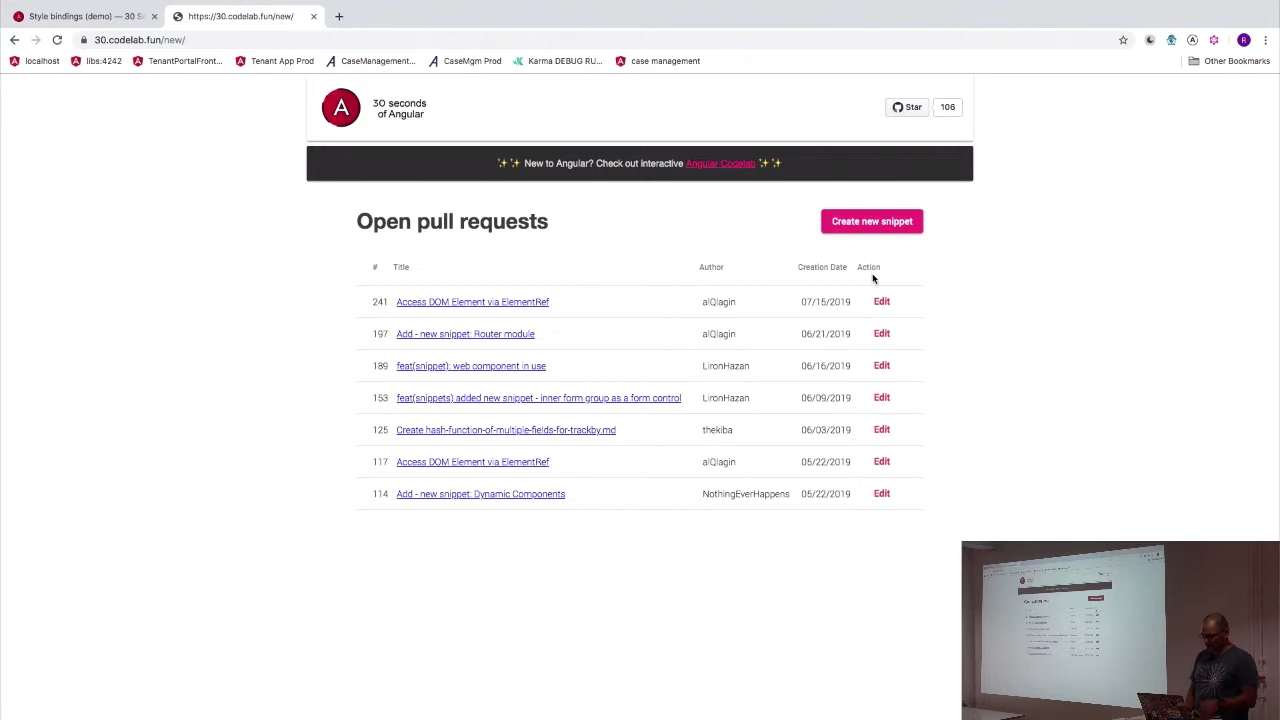 Style bindings (demo) — 30 S
https://30.codelab.fun/new/
30.codelab.fun/new/
R
localhost
libs:4242
TenantPortalFront...
Tenant App Prod
CaseManagement...
CaseMgm Prod
Karma DEBUG RU...
case management
Other Bookmarks
A
30 seconds
of Angular
Star
106
✨✨ New to Angular? Check out interactive Angular Codelab ✨✨
Open pull requests
Create new snippet
# Title Author Creation Date Action
241 Access DOM Element via ElementRef alQlagin 07/15/2019 Edit
197 Add - new snippet: Router module alQlagin 06/21/2019 Edit
189 feat(snippet): web component in use LironHazan 06/16/2019 Edit
153 feat(snippets) added new snippet - inner form group as a form control LironHazan 06/09/2019 Edit
125 Create hash-function-of-multiple-fields-for-trackby.md thekiba 06/03/2019 Edit
117 Access DOM Element via ElementRef alQlagin 05/22/2019 Edit
114 Add - new snippet: Dynamic Components NothingEverHappens 05/22/2019 Edit